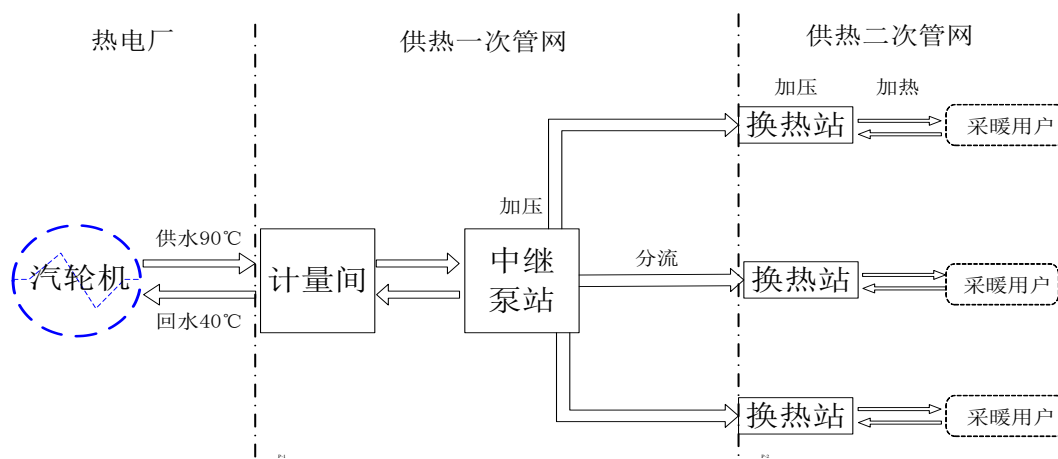 热电厂
供热一次管网
供热二次管网
加压
加热
换热站
采暖用户
加压
供水90℃
汽轮机
回水40℃
计量间
中继
泵站
分流
换热站
采暖用户
换热站
采暖用户